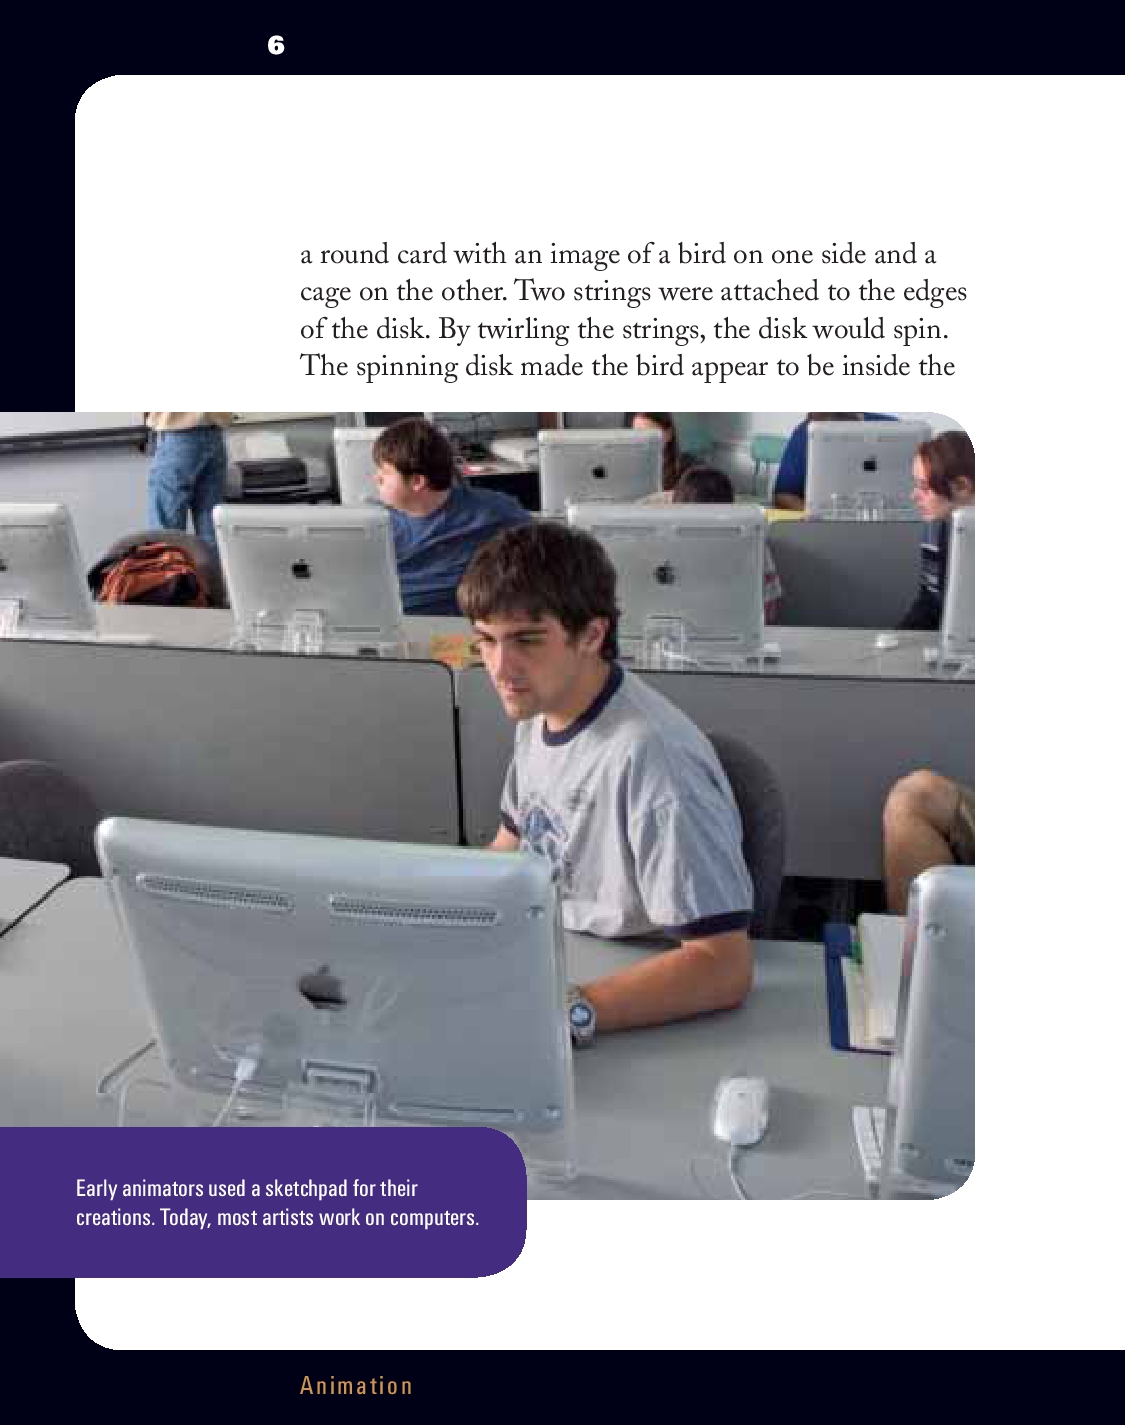 6
a round card with an image of a bird on one side and a
cage on the other. Two strings were attached to the edges
of the disk. By twirling the strings, the disk would spin.
The spinning disk made the bird appear to be inside the
Early animators used a sketchpad for their
creations. Today, most artists work on computers.
Animation